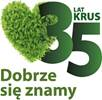 35 LAT
KRUS
Dobrze
się znamy